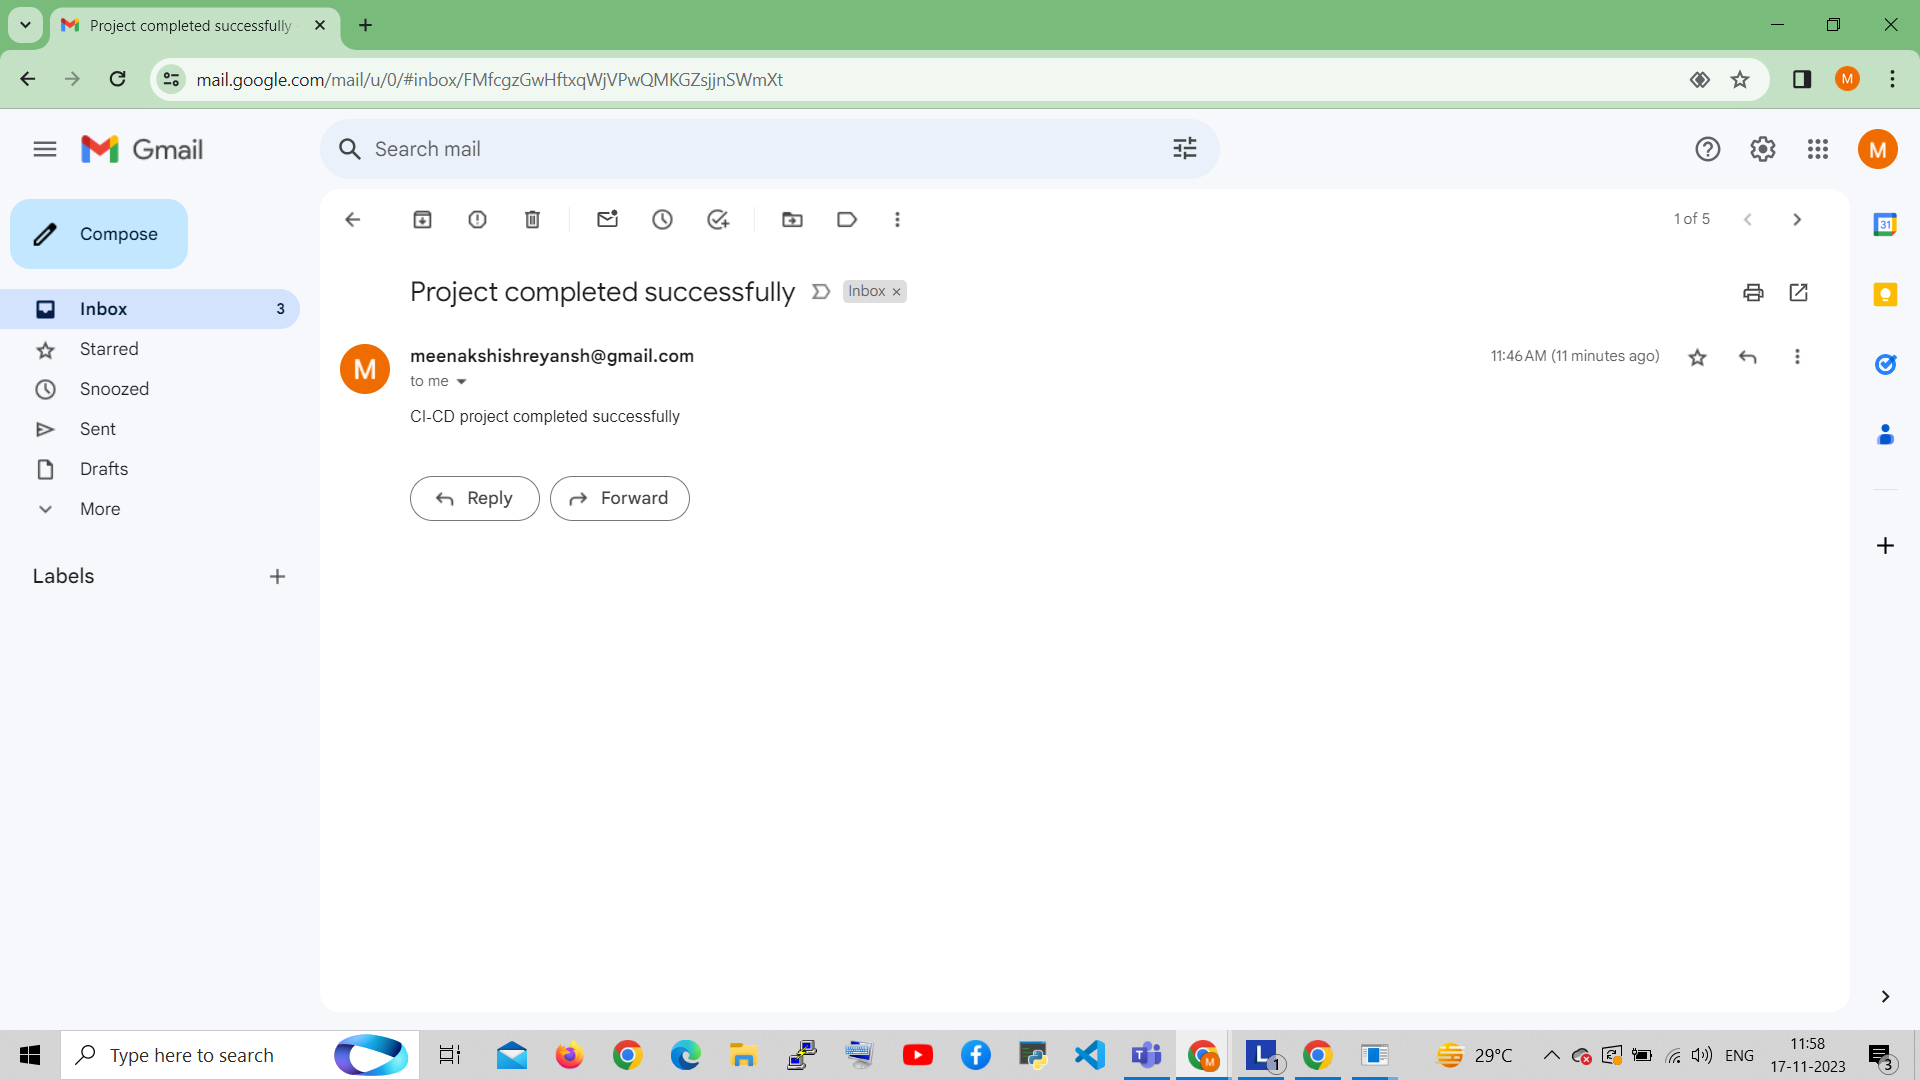 Project completed successfully
mail.google.com/mail/u/0/#inbox/FMfcgzGwHftxqWjVPwQMKGZsjjnSWmXt
M
Gmail
Search mail
M
Compose
1 of 5
31
Project completed successfully
Inbox ×
Inbox 3
Starred
Snoozed
Sent
Drafts
More
Labels
M
meenakshishreyansh@gmail.com
11:46 AM (11 minutes ago)
to me
CI-CD project completed successfully
Reply
Forward
Type here to search
M
L
1
29°C
ENG
11:58
17-11-2023
3